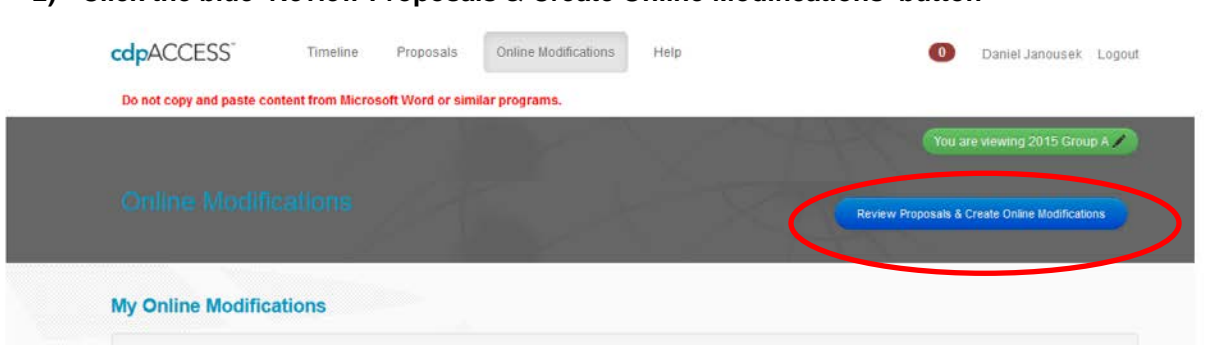 2) Click the blue 'Review Proposals & Create Online Modifications' button
cdpACCESS™ Timeline Proposals Online Modifications Help 0 Daniel Janousek Logout
Do not copy and paste content from Microsoft Word or similar programs.
You are viewing 2015 Group A
Online Modifications
Review Proposals & Create Online Modifications
My Online Modifications